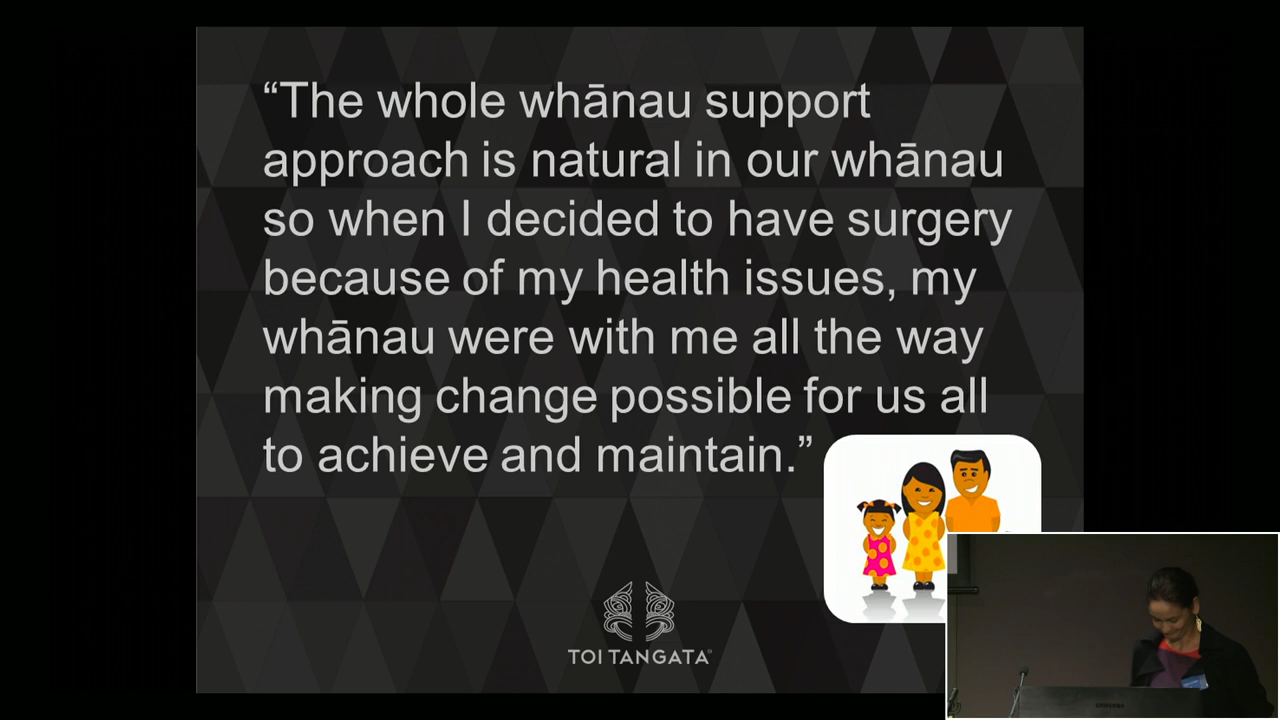 “The whole whānau support
approach is natural in our whānau
so when I decided to have surgery
because of my health issues, my
whānau were with me all the way
making change possible for us all
to achieve and maintain.”
TOI TANGATA
SAMSUNG